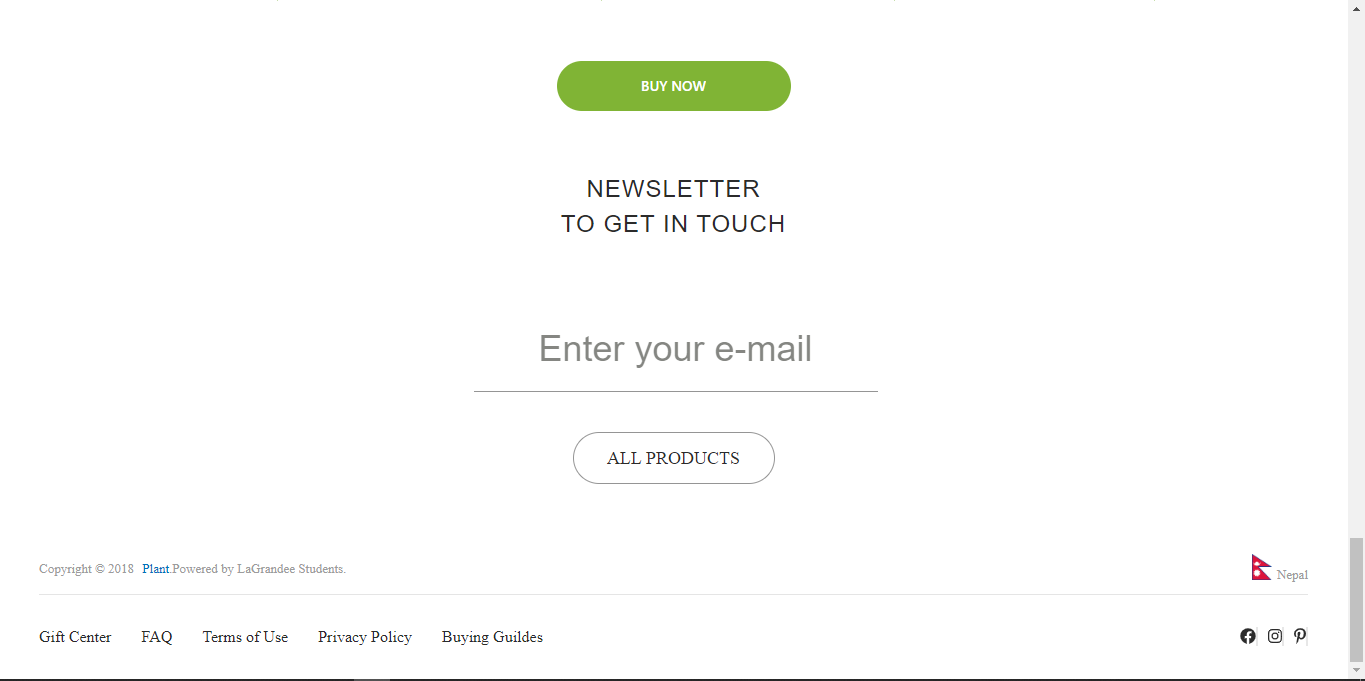 BUY NOW
NEWSLETTER
TO GET IN TOUCH
Enter your e-mail
ALL PRODUCTS
Copyright © 2018 Plant.Powered by LaGrandee Students.
Nepal
Gift Center FAQ Terms of Use Privacy Policy Buying Guildes